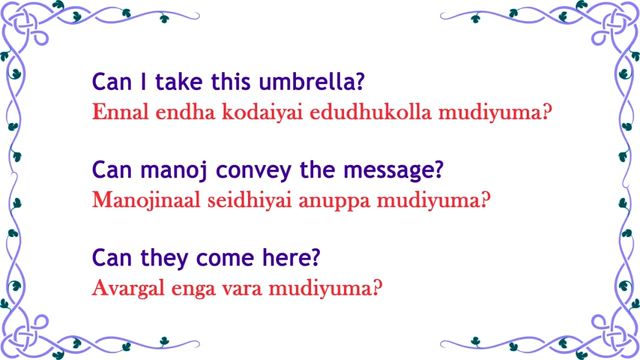 Can I take this umbrella?
Ennal endha kodaiyai edudhukolla mudiyuma?
Can manoj convey the message?
Manojinaal seidhiyai anuppa mudiyuma?
Can they come here?
Avargal enga vara mudiyuma?